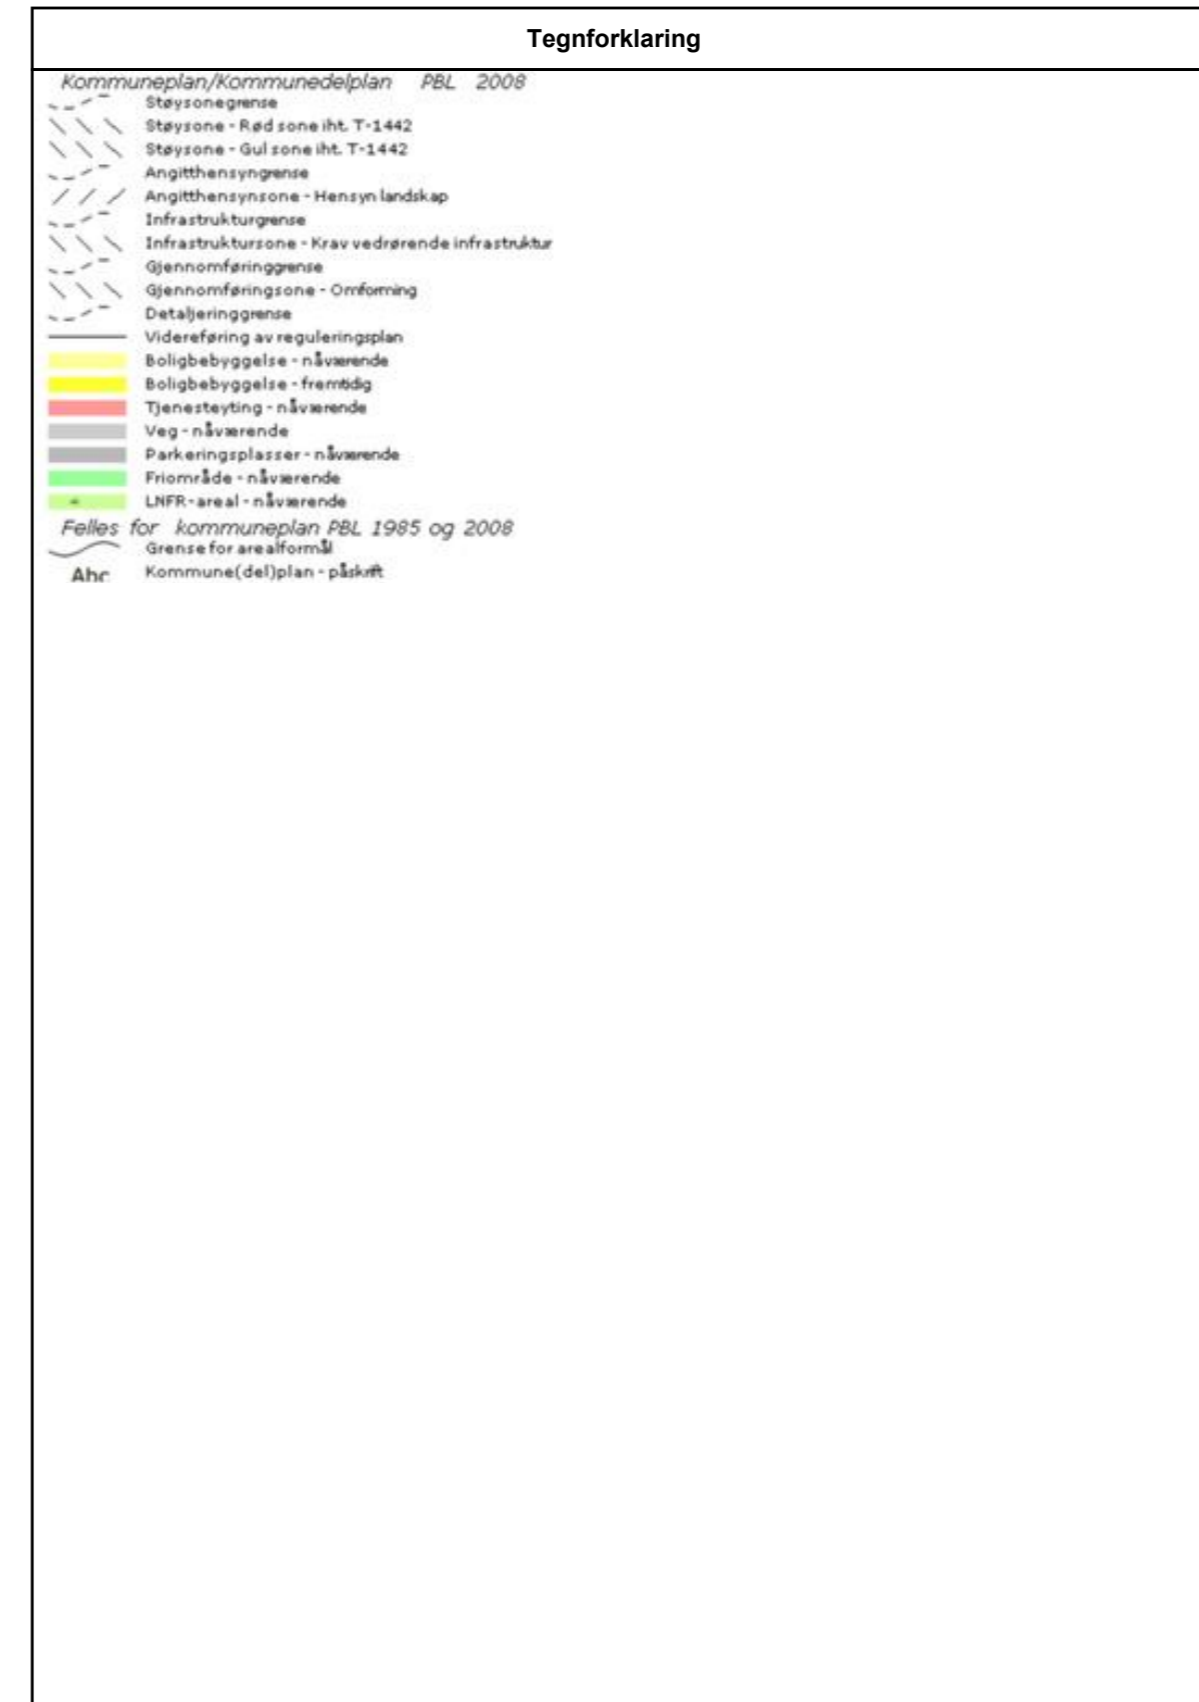 Tegnforklaring
Kommuneplan/Kommunedelplan PBL 2008
Støysonegrense
Støysone - Rød sone iht. T-1442
Støysone - Gul sone iht. T-1442
Angitthensyngrense
Angitthensynsone - Hensyn landskap
Infrastrukturgrense
Infrastruktursone - Krav vedrørende infrastruktur
Gjennomføringgrense
Gjennomføringsone - Omforming
Detaljeringgrense
Videreføring av reguleringsplan
Boligbebyggelse - nåværende
Boligbebyggelse - fremtidig
Tjenesteyting - nåværende
Veg - nåværende
Parkeringsplasser - nåværende
Friområde - nåværende
LNFR-areal - nåværende
Felles for kommuneplan PBL 1985 og 2008
Grense for arealformål
Abc Kommune(del)plan - påskrift